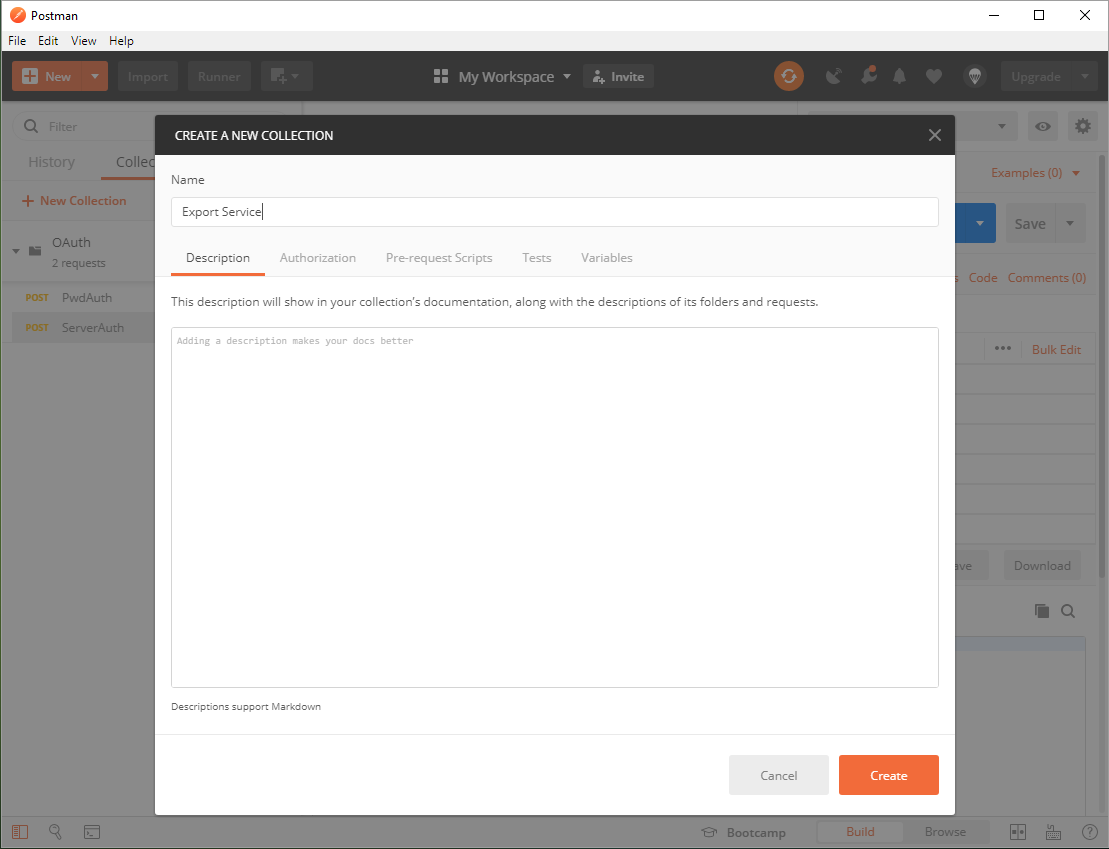 Postman
File Edit View Help
New Import Runner My Workspace Invite Upgrade
Filter
History
CREATE A NEW COLLECTION
Name
Export Service
Description Authorization Pre-request Scripts Tests Variables
This description will show in your collection's documentation, along with the descriptions of its folders and requests.
Adding a description makes your docs better
Descriptions support Markdown
Cancel Create
New Collection
OAuth
2 requests
POST PwdAuth
POST ServerAuth
Examples (0)
Save
Code Comments (0)
Bulk Edit
Download
Bootcamp Build Browse